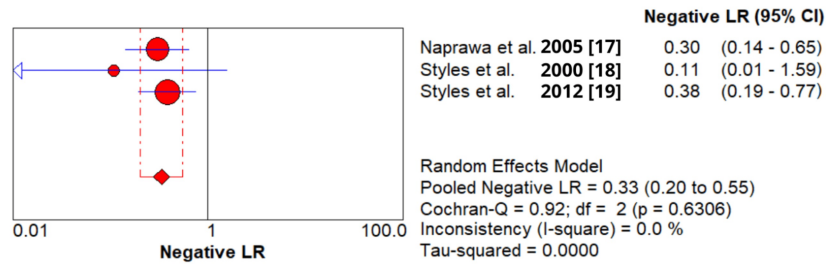 Negative LR (95% CI)
Naprawa et al. 2005 [17] 0.30 (0.14 - 0.65)
Styles et al. 2000 [18] 0.11 (0.01 - 1.59)
Styles et al. 2012 [19] 0.38 (0.19 - 0.77)
Random Effects Model
Pooled Negative LR = 0.33 (0.20 to 0.55)
Cochran-Q = 0.92; df = 2 (p = 0.6306)
Inconsistency (I-square) = 0.0 %
Tau-squared = 0.0000
0.01 1 100.0
Negative LR